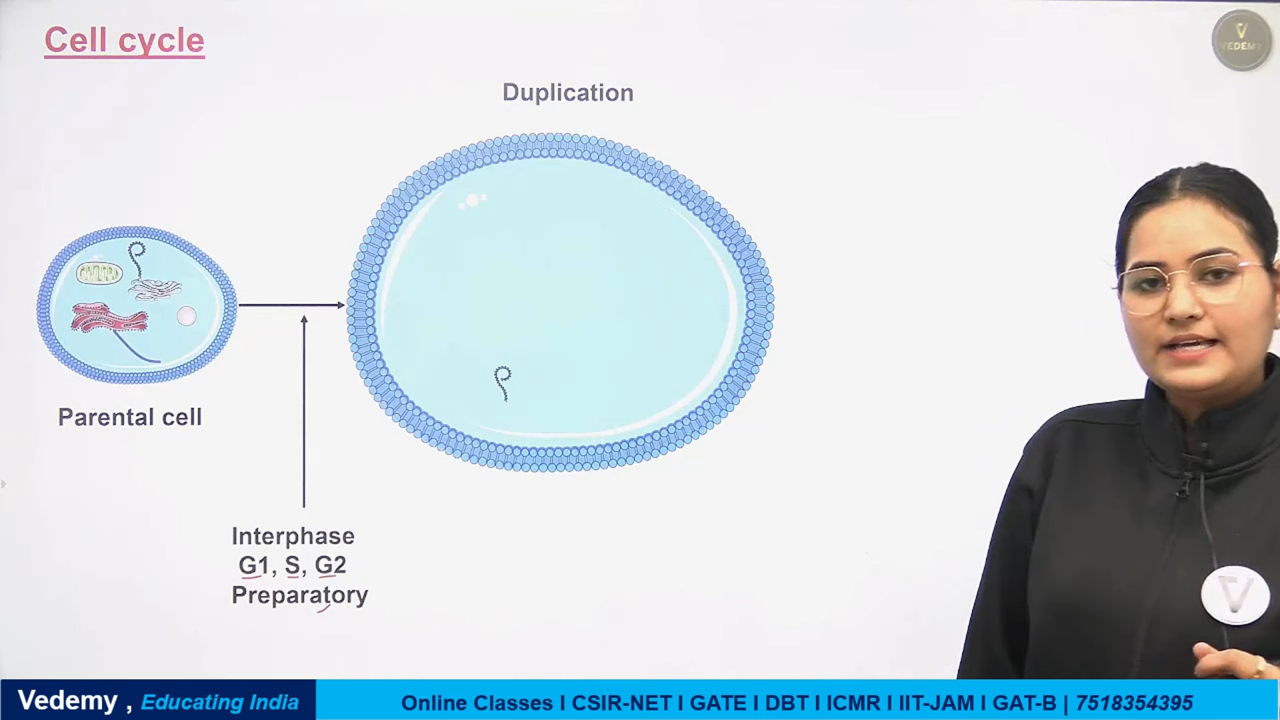 Cell cycle
VEDEMY
Duplication
Parental cell
Interphase
G1, S, G2
Preparatory
Vedemy , Educating India
Online Classes I CSIR-NET I GATE I DBT I ICMR I IIT-JAM I GAT-B | 7518354395